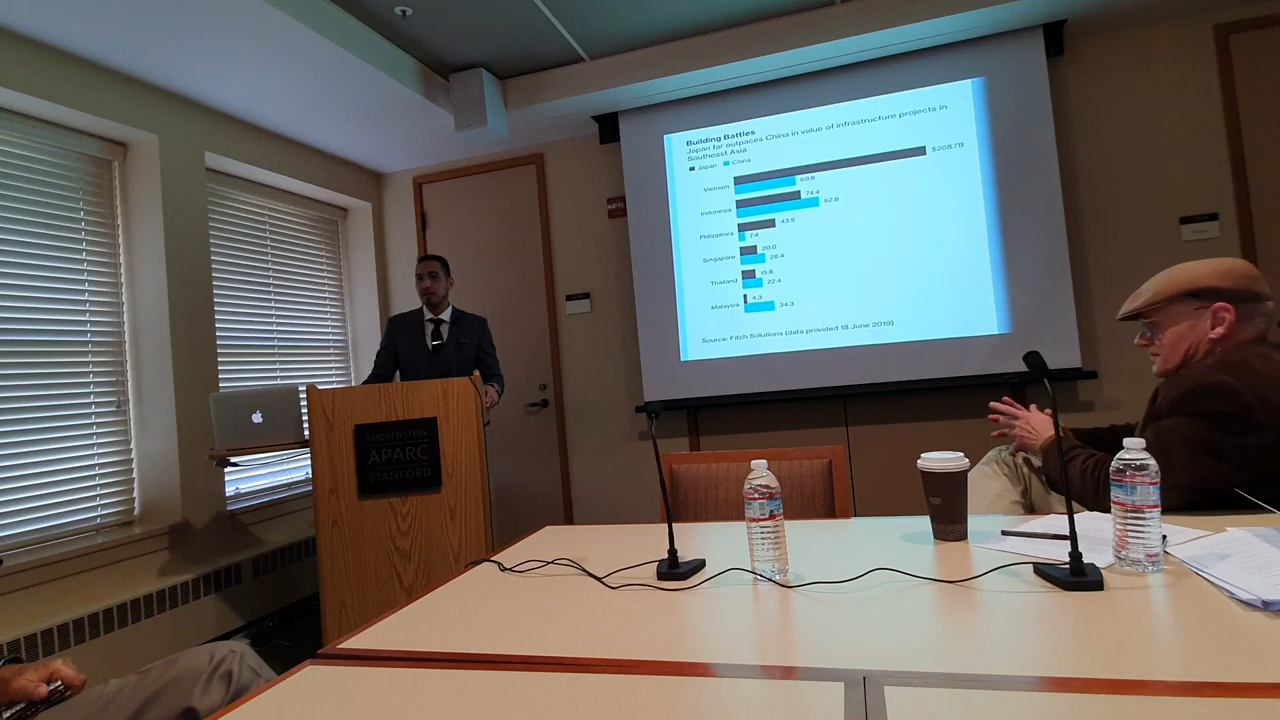 Building Battles
Japan far outpaces China in value of infrastructure projects in
Southeast Asia
Japan China
Vietnam $208.7B
69.8
Indonesia 74.4
92.8
Philippines 43.5
7.4
Singapore 20.0
28.4
Thailand 15.8
22.4
Malaysia 4.3
34.3
Source: Fitch Solutions (data provided 18 June 2019)
SHORENSTEIN
APARC
STANFORD